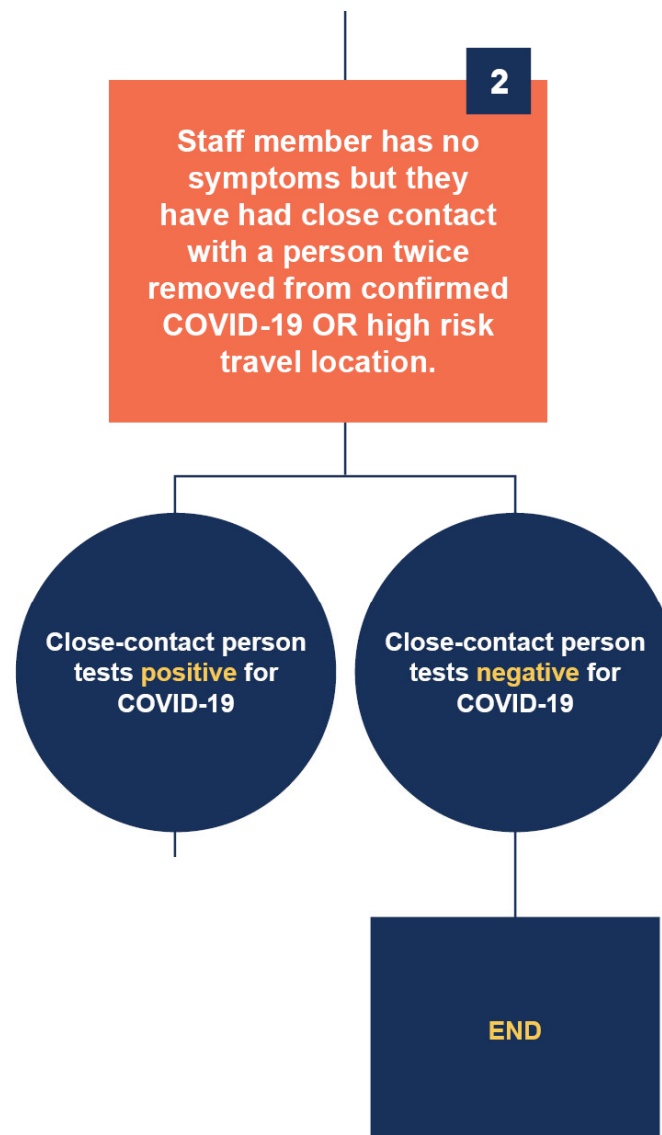 2
Staff member has no
symptoms but they
have had close contact
with a person twice
removed from confirmed
COVID-19 OR high risk
travel location.
Close-contact person
tests positive for
COVID-19
Close-contact person
tests negative for
COVID-19
END